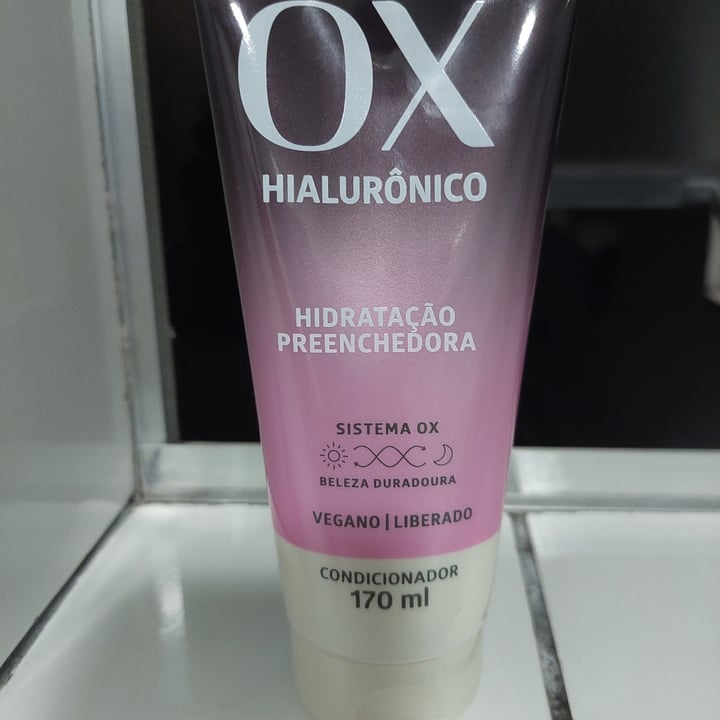 OX
HIALURÔNICO
HIDRATAÇÃO
PREENCHEDORA
SISTEMA OX
BELEZA DURADOURA
VEGANO | LIBERADO
CONDICIONADOR
170 ml